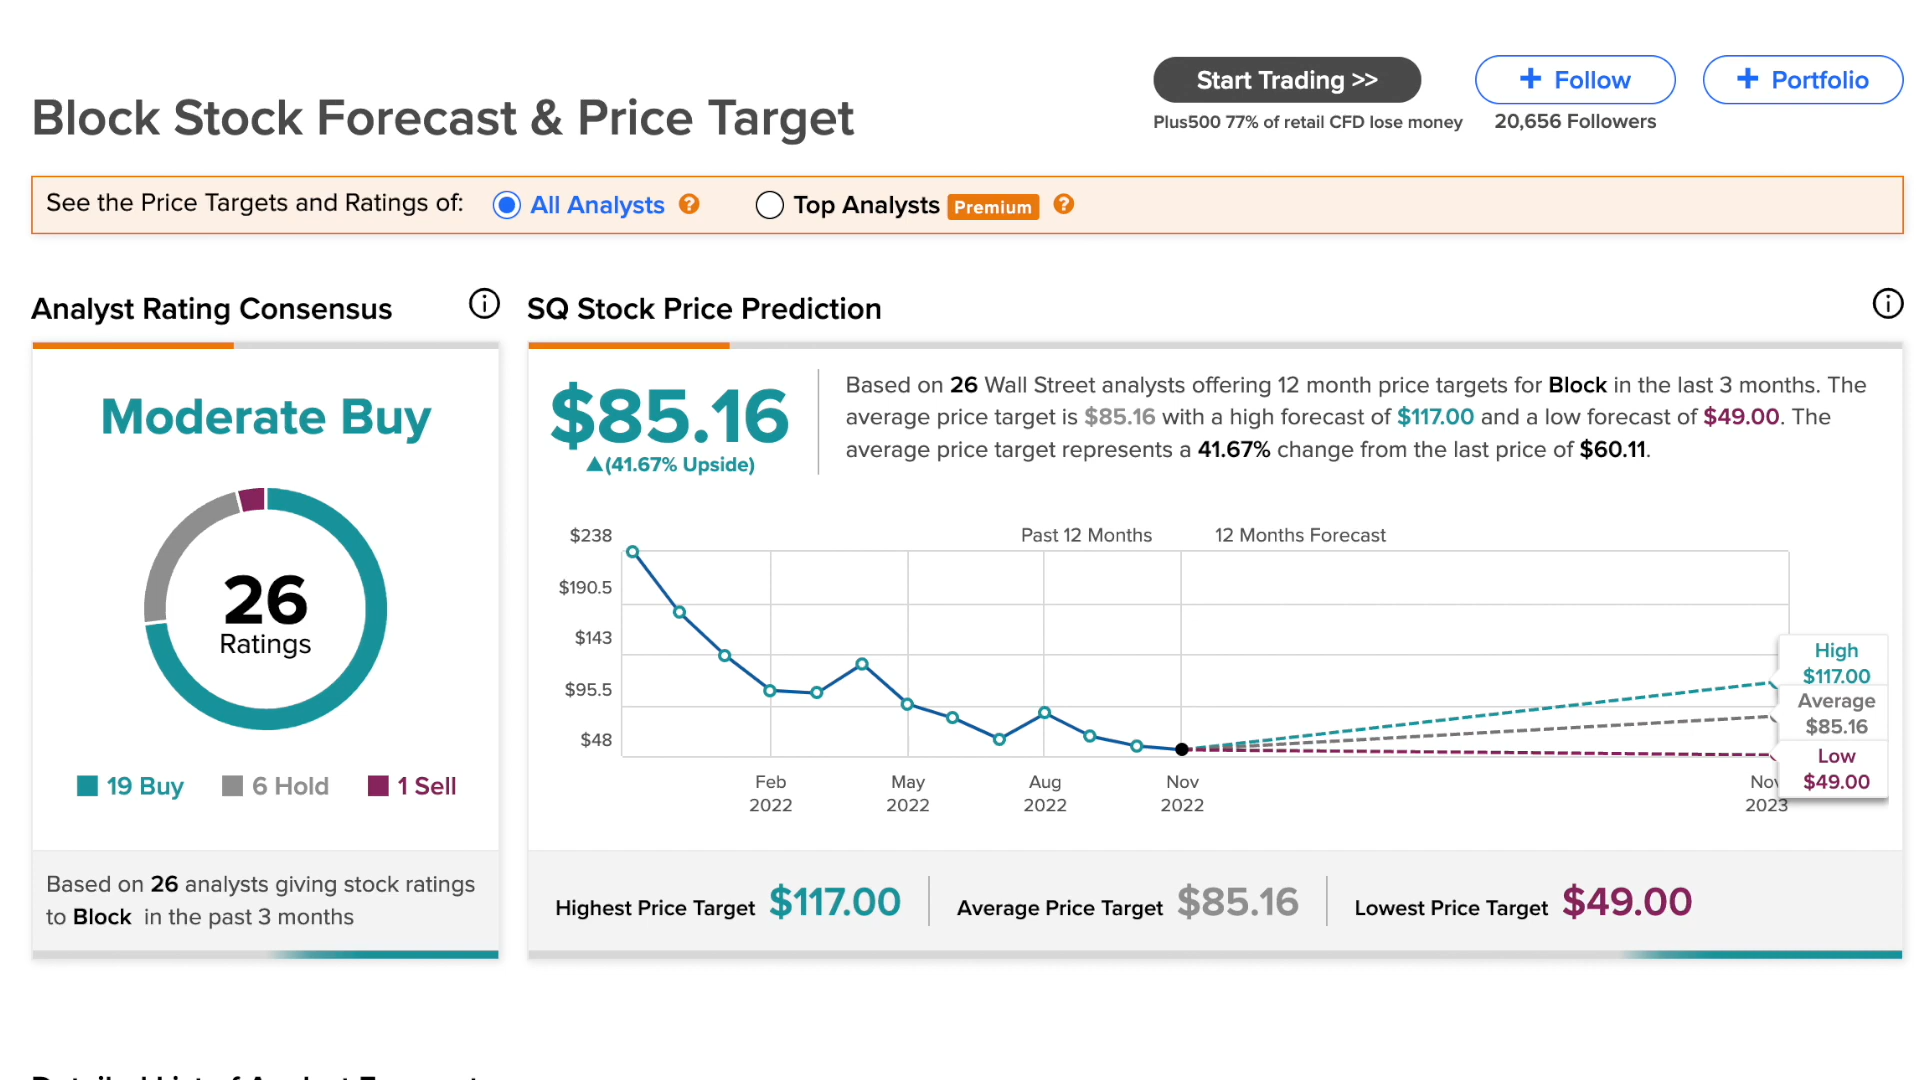 Start Trading >>
+ Follow
+ Portfolio
Block Stock Forecast & Price Target
Plus500 77% of retail CFD lose money
20,656 Followers
See the Price Targets and Ratings of:
All Analysts ?
Top Analysts Premium ?
Analyst Rating Consensus
Moderate Buy
26
Ratings
19 Buy
6 Hold
1 Sell
Based on 26 analysts giving stock ratings
to Block in the past 3 months
SQ Stock Price Prediction
$85.16
▲(41.67% Upside)
Based on 26 Wall Street analysts offering 12 month price targets for Block in the last 3 months. The
average price target is $85.16 with a high forecast of $117.00 and a low forecast of $49.00. The
average price target represents a 41.67% change from the last price of $60.11.
Past 12 Months
12 Months Forecast
$238
$190.5
$143
$95.5
$48
High
$117.00
Average
$85.16
Low
$49.00
Feb
2022
May
2022
Aug
2022
Nov
2022
Nov
2023
Highest Price Target $117.00
Average Price Target $85.16
Lowest Price Target $49.00